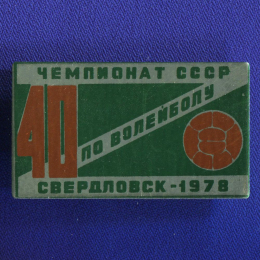 ЧЕМПИОНАТ СССР
40
ПО ВОЛЕЙБОЛУ
СВЕРДЛОВСК-1978